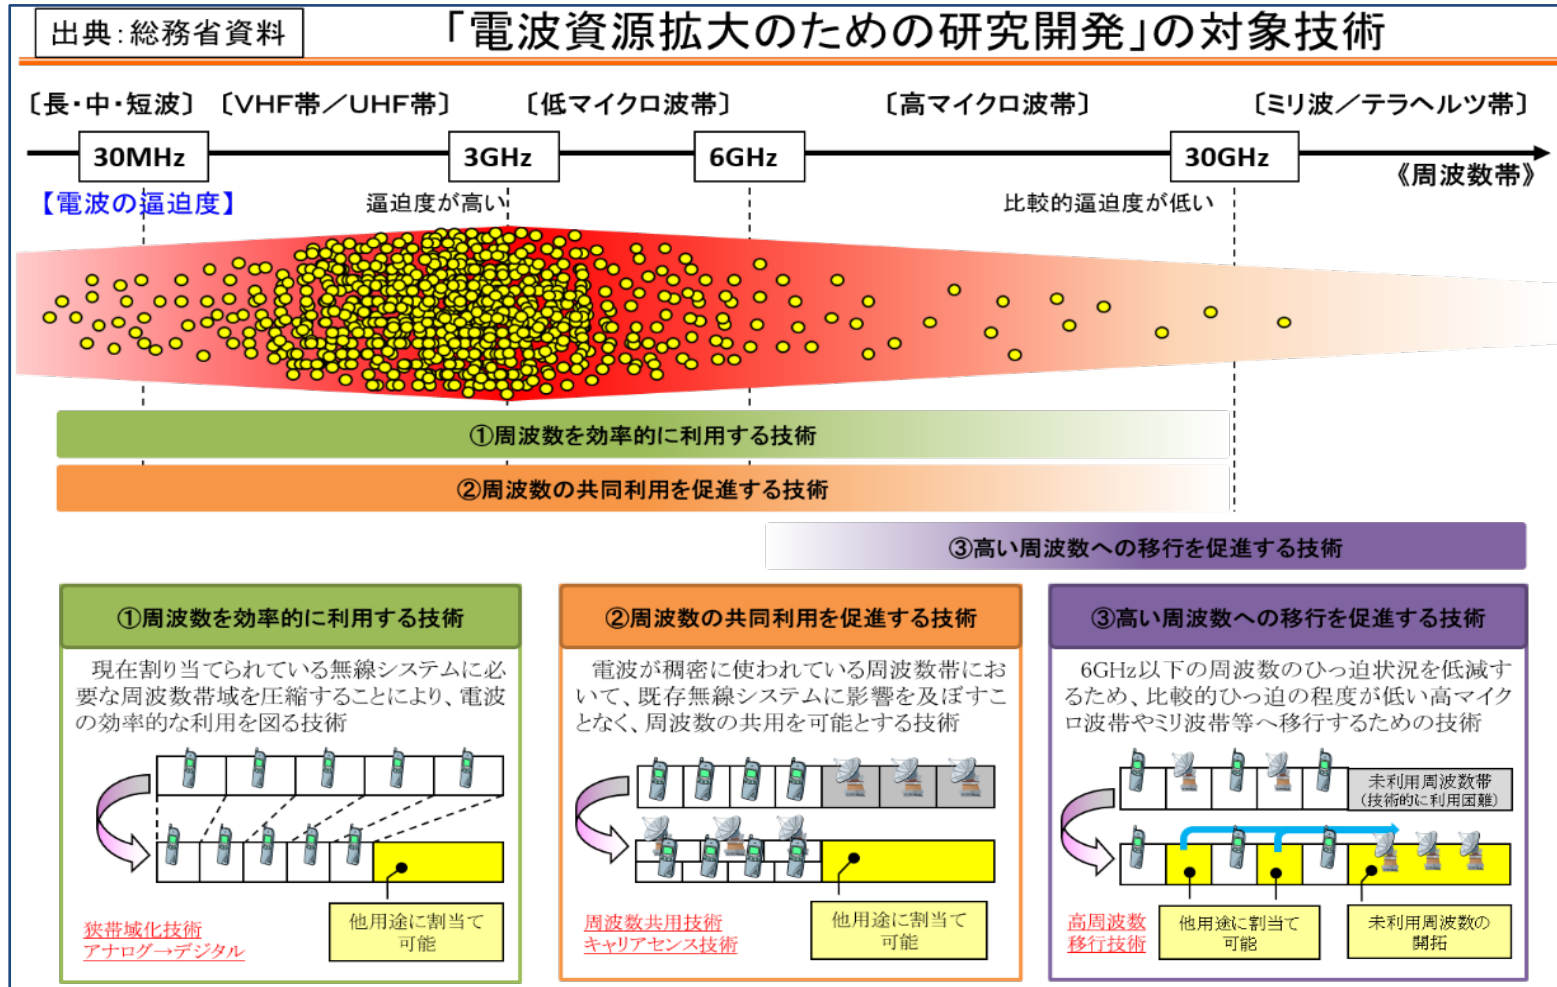 出典：総務省資料
「電波資源拡大のための研究開発」の対象技術
〔長・中・短波〕
〔VHF帯／UHF帯〕
〔低マイクロ波帯〕
〔高マイクロ波帯〕
〔ミリ波／テラヘルツ帯〕
30MHz
3GHz
6GHz
30GHz
《周波数帯》
【電波の逼迫度】
逼迫度が高い
比較的逼迫度が低い
①周波数を効率的に利用する技術
②周波数の共同利用を促進する技術
③高い周波数への移行を促進する技術
①周波数を効率的に利用する技術
現在割り当てられている無線システムに必
要な周波数帯域を圧縮することにより、電波
の効率的な利用を図る技術
狭帯域化技術
アナログ→デジタル
他用途に割当て
可能
②周波数の共同利用を促進する技術
電波が稠密に使われている周波数帯にお
いて、既存無線システムに影響を及ぼすこ
となく、周波数の共用を可能とする技術
周波数共用技術
キャリアセンス技術
他用途に割当て
可能
③高い周波数への移行を促進する技術
6GHz以下の周波数のひっ迫状況を低減す
るため、比較的ひっ迫の程度が低い高マイク
ロ波帯やミリ波帯等へ移行するための技術
未利用周波数帯
（技術的に利用困難）
高周波数
移行技術
他用途に割当て
可能
未利用周波数の
開拓